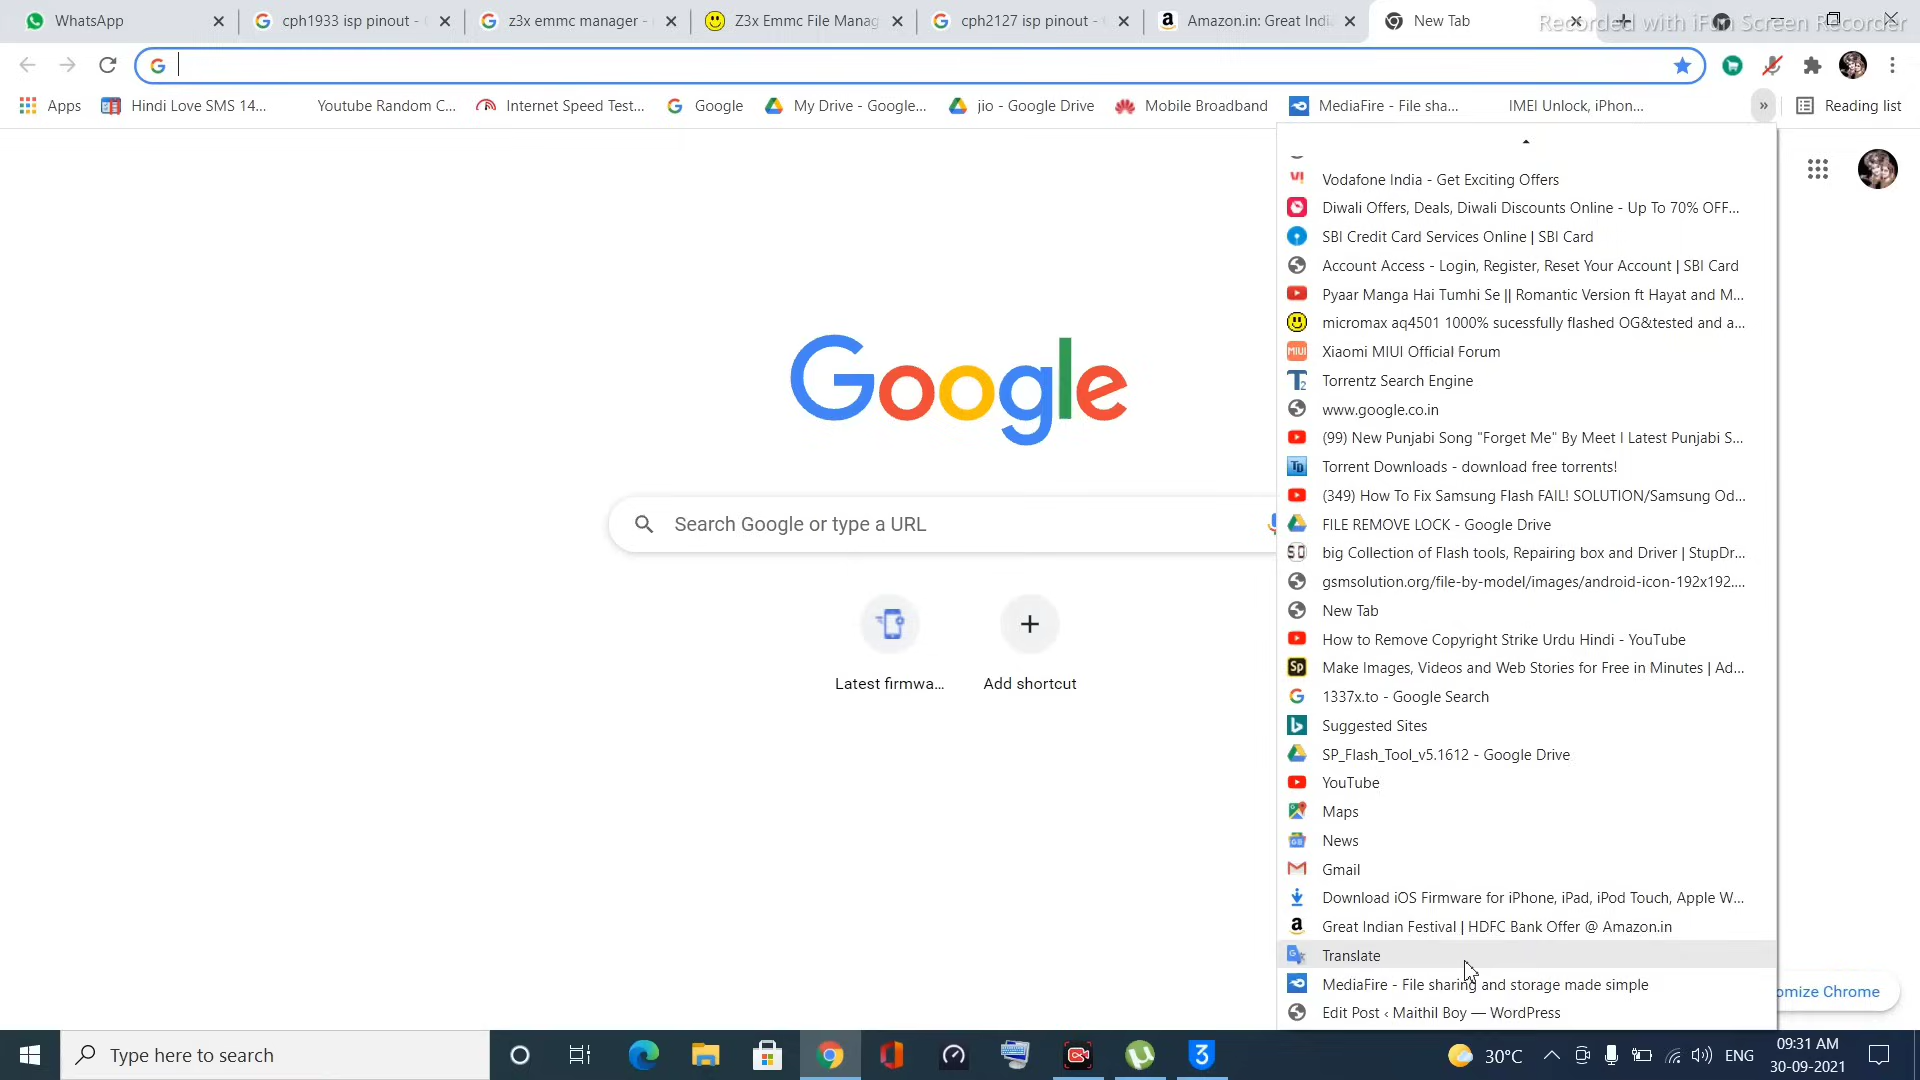 WhatsApp
cph1933 isp pinout -
z3x emmc manager -
Z3x Emmc File Manag
cph2127 isp pinout -
Amazon.in: Great Indi
New Tab
Recorded with iFun Screen Recorder
Apps
Hindi Love SMS 14...
Youtube Random C...
Internet Speed Test...
Google
My Drive - Google...
jio - Google Drive
Mobile Broadband
MediaFire - File sha...
IMEI Unlock, iPhon...
»
Reading list
Vodafone India - Get Exciting Offers
Diwali Offers, Deals, Diwali Discounts Online - Up To 70% OFF...
SBI Credit Card Services Online | SBI Card
Account Access - Login, Register, Reset Your Account | SBI Card
Pyaar Manga Hai Tumhi Se || Romantic Version ft Hayat and M...
micromax aq4501 1000% sucessfully flashed OG&tested and a...
Xiaomi MIUI Official Forum
Torrentz Search Engine
www.google.co.in
(99) New Punjabi Song "Forget Me" By Meet I Latest Punjabi S...
Torrent Downloads - download free torrents!
(349) How To Fix Samsung Flash FAIL! SOLUTION/Samsung Od...
FILE REMOVE LOCK - Google Drive
big Collection of Flash tools, Repairing box and Driver | StupDr...
gsmsolution.org/file-by-model/images/android-icon-192x192....
New Tab
How to Remove Copyright Strike Urdu Hindi - YouTube
Make Images, Videos and Web Stories for Free in Minutes | Ad...
1337x.to - Google Search
Suggested Sites
SP_Flash_Tool_v5.1612 - Google Drive
YouTube
Maps
News
Gmail
Download iOS Firmware for iPhone, iPad, iPod Touch, Apple W...
Great Indian Festival | HDFC Bank Offer @ Amazon.in
Translate
MediaFire - File sharing and storage made simple
Edit Post ‹ Maithil Boy — WordPress
Google
Search Google or type a URL
Latest firmwa...
Add shortcut
omize Chrome
Type here to search
30°C
ENG
09:31 AM
30-09-2021